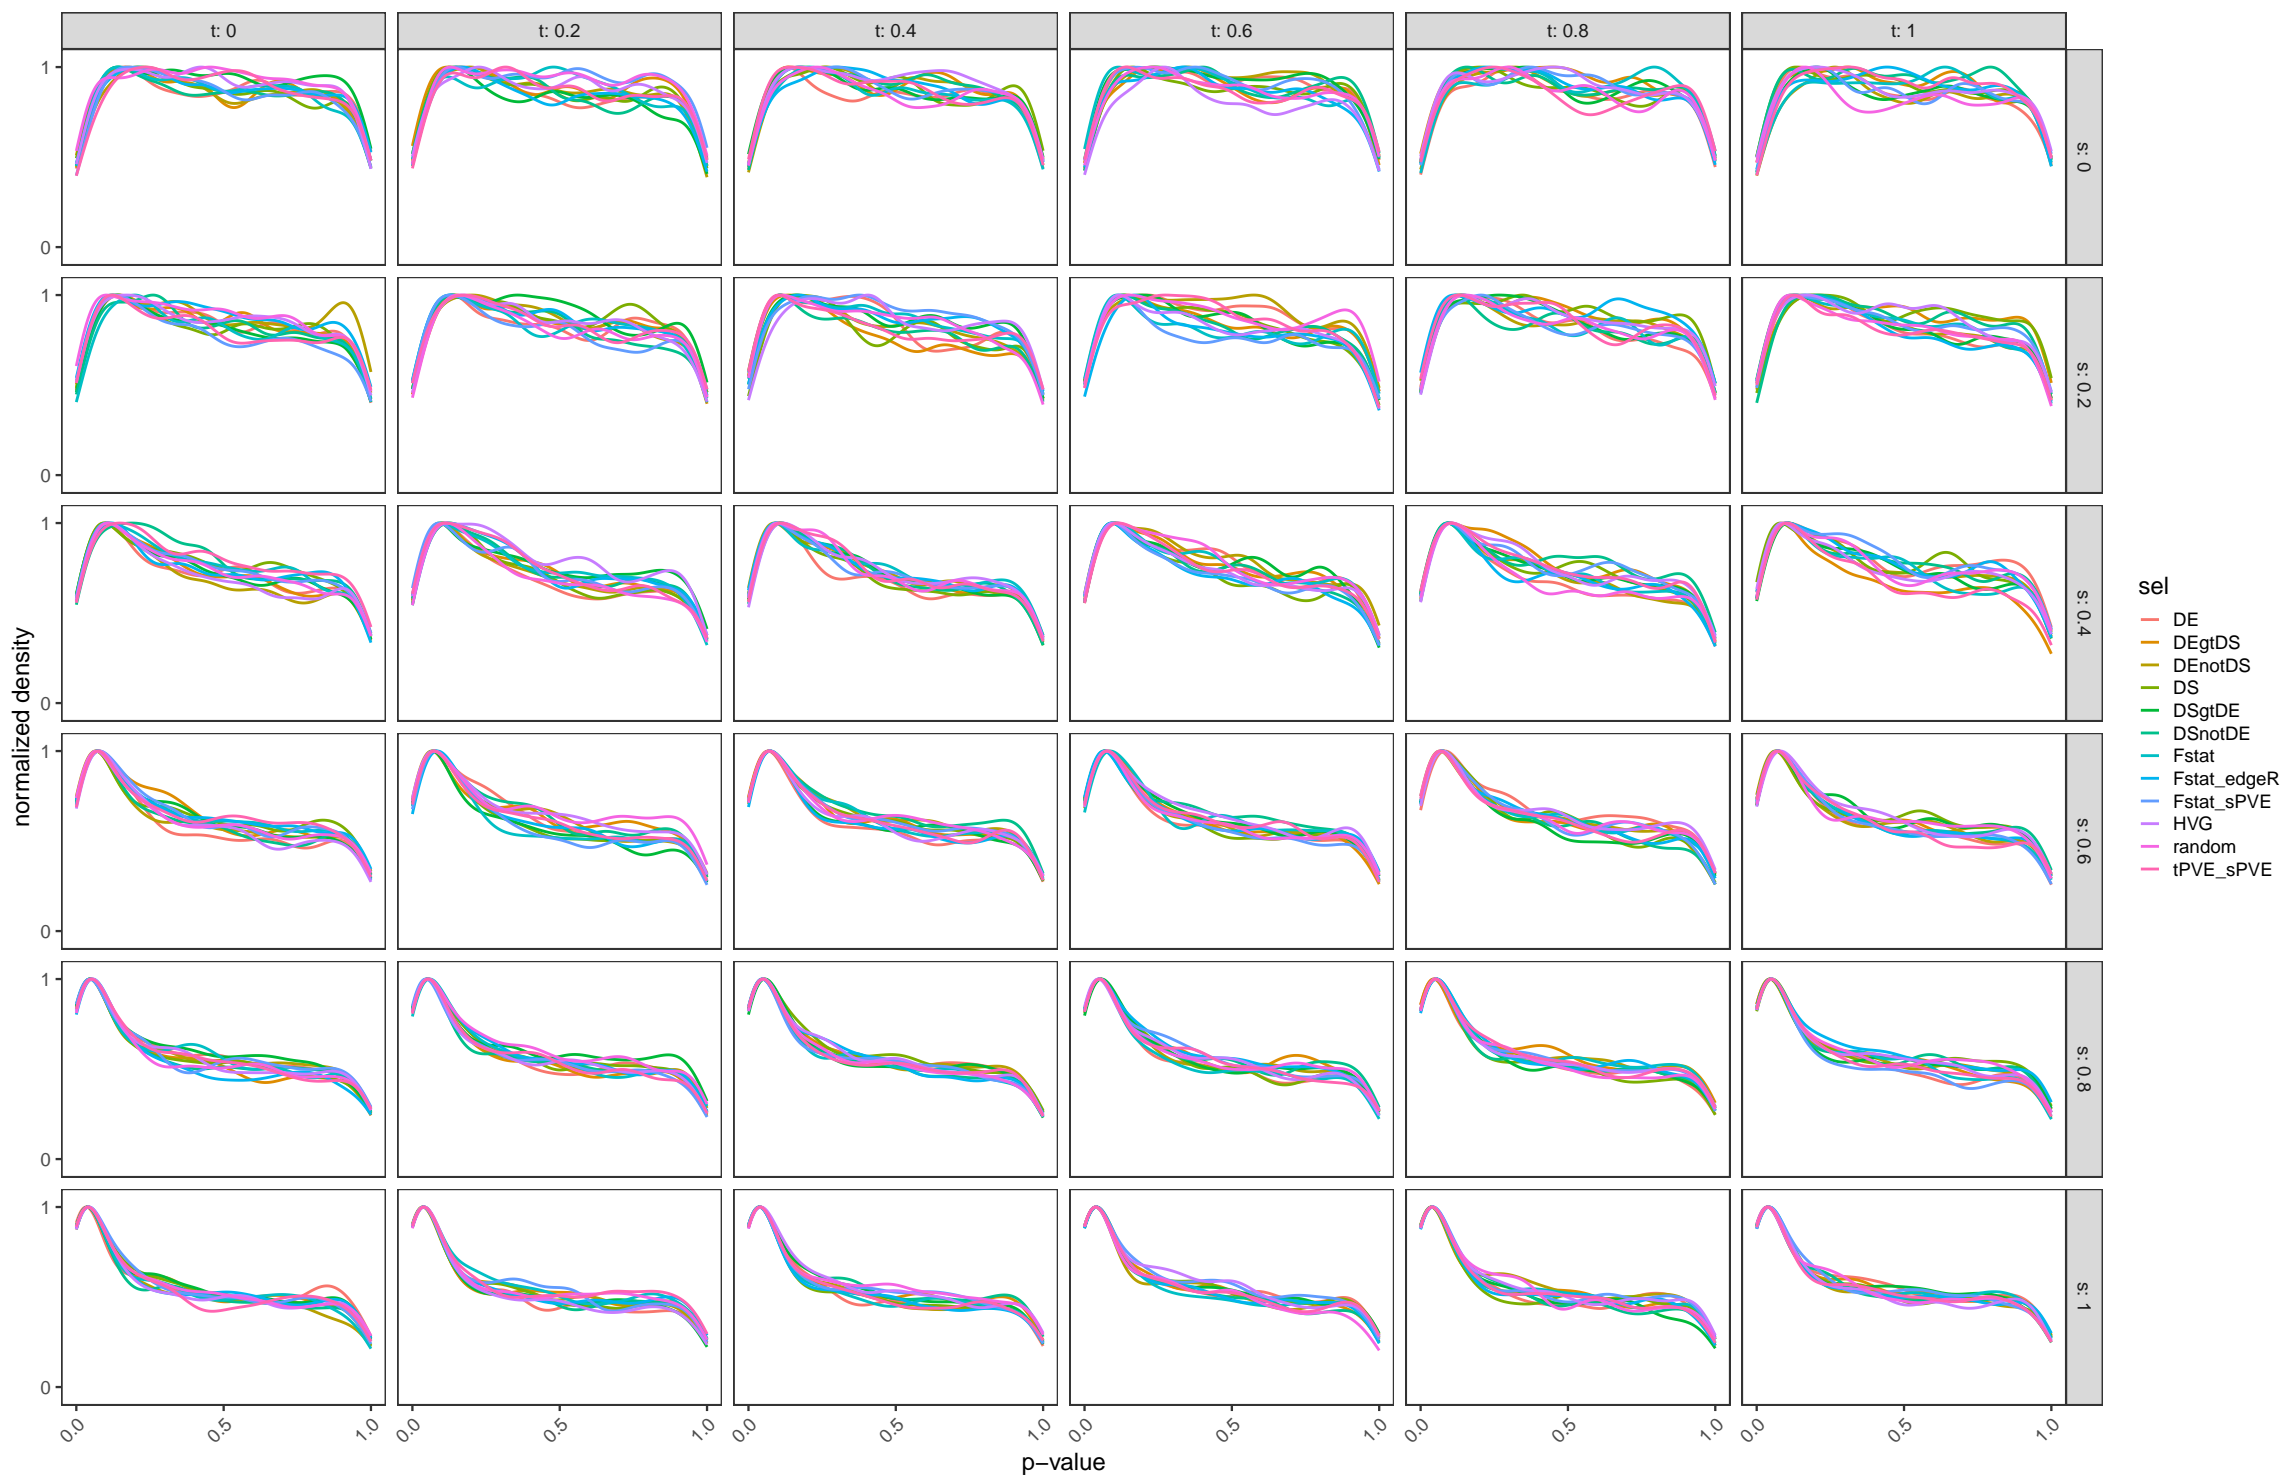 t: 0 t: 0.2 t: 0.4 t: 0.6 t: 0.8 t: 1
1
0
s: 0
1
0
s: 0.2
1
0
s: 0.4
1
0
s: 0.6
1
0
s: 0.8
1
0
s: 1
0.0 0.5 1.0 0.0 0.5 1.0 0.0 0.5 1.0 0.0 0.5 1.0 0.0 0.5 1.0 0.0 0.5 1.0
p−value
normalized density
sel
DE
DEgtDS
DEnotDS
DS
DSgtDE
DSnotDE
Fstat
Fstat_edgeR
Fstat_sPVE
HVG
random
tPVE_sPVE